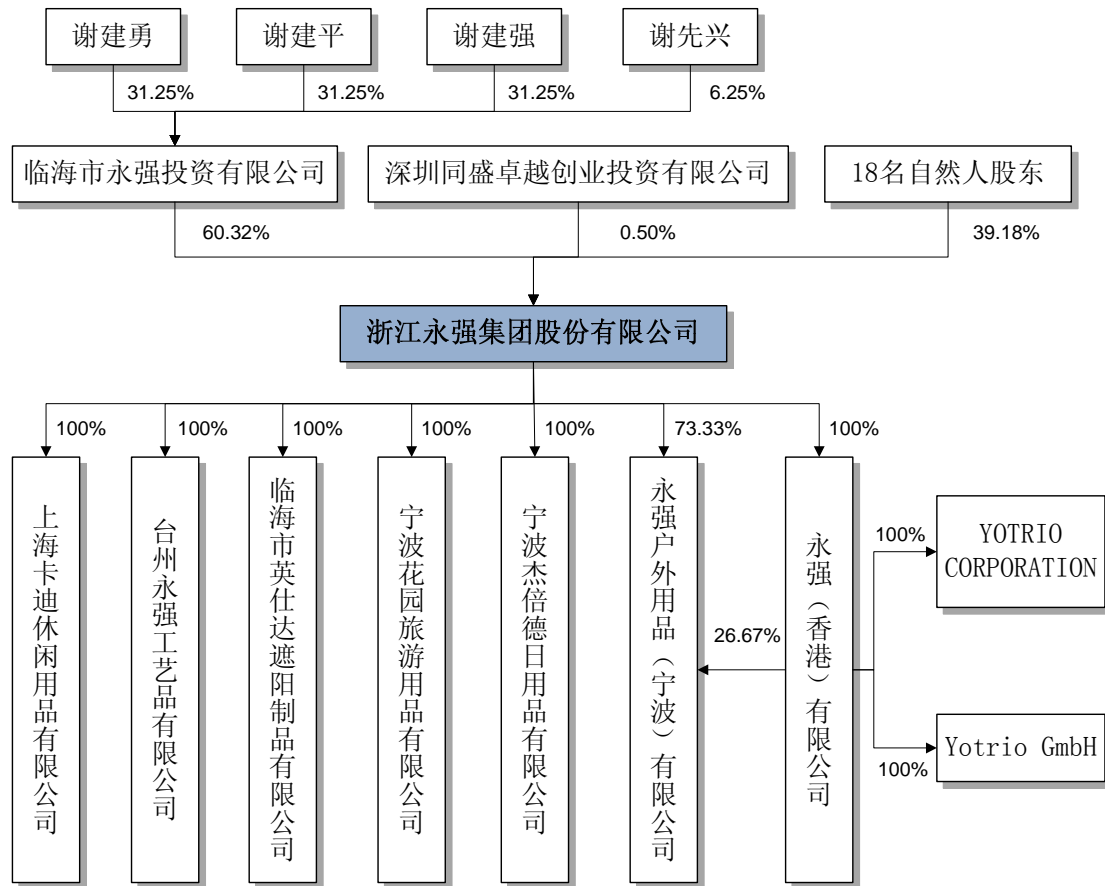 谢建勇
谢建平
谢建强
谢先兴
31.25%
31.25%
31.25%
6.25%
临海市永强投资有限公司
深圳同盛卓越创业投资有限公司
18名自然人股东
60.32%
0.50%
39.18%
浙江永强集团股份有限公司
100%
100%
100%
100%
100%
73.33%
100%
上海卡迪休闲用品有限公司
台州永强工艺品有限公司
临海市英仕达遮阳制品有限公司
宁波花园旅游用品有限公司
宁波杰倍德日用品有限公司
永强户外用品（宁波）有限公司
永强（香港）有限公司
26.67%
100%
YOTRIO
CORPORATION
100%
Yotrio GmbH